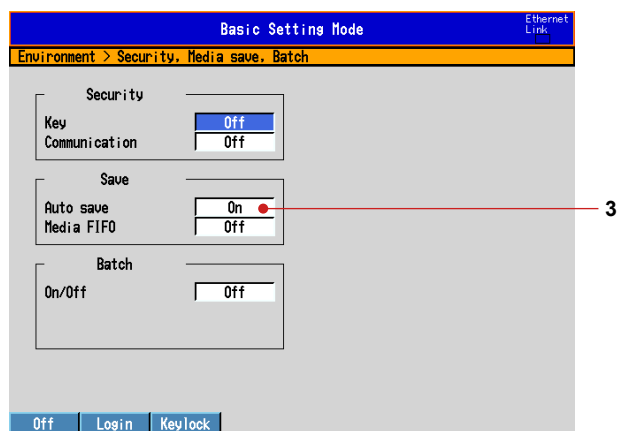 Basic Setting Mode
Ethernet
Link
Environment > Security, Media save, Batch
Security
Key Off
Communication Off
Save
Auto save On
3
Media FIFO Off
Batch
On/Off Off
Off Login Keylock